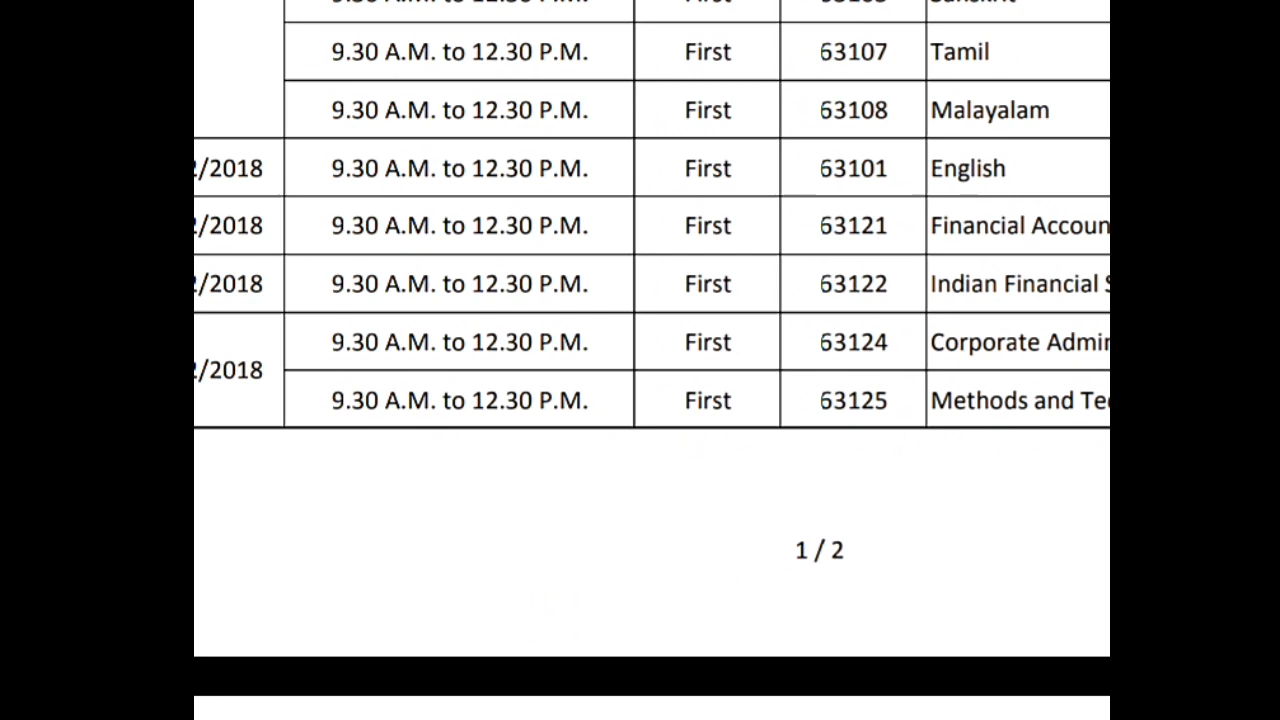 9.30 A.M. to 12.30 P.M. First 63107 Tamil
9.30 A.M. to 12.30 P.M. First 63108 Malayalam
/2018 9.30 A.M. to 12.30 P.M. First 63101 English
/2018 9.30 A.M. to 12.30 P.M. First 63121 Financial Accoun
/2018 9.30 A.M. to 12.30 P.M. First 63122 Indian Financial
9.30 A.M. to 12.30 P.M. First 63124 Corporate Admin
/2018
9.30 A.M. to 12.30 P.M. First 63125 Methods and Tec
1 / 2